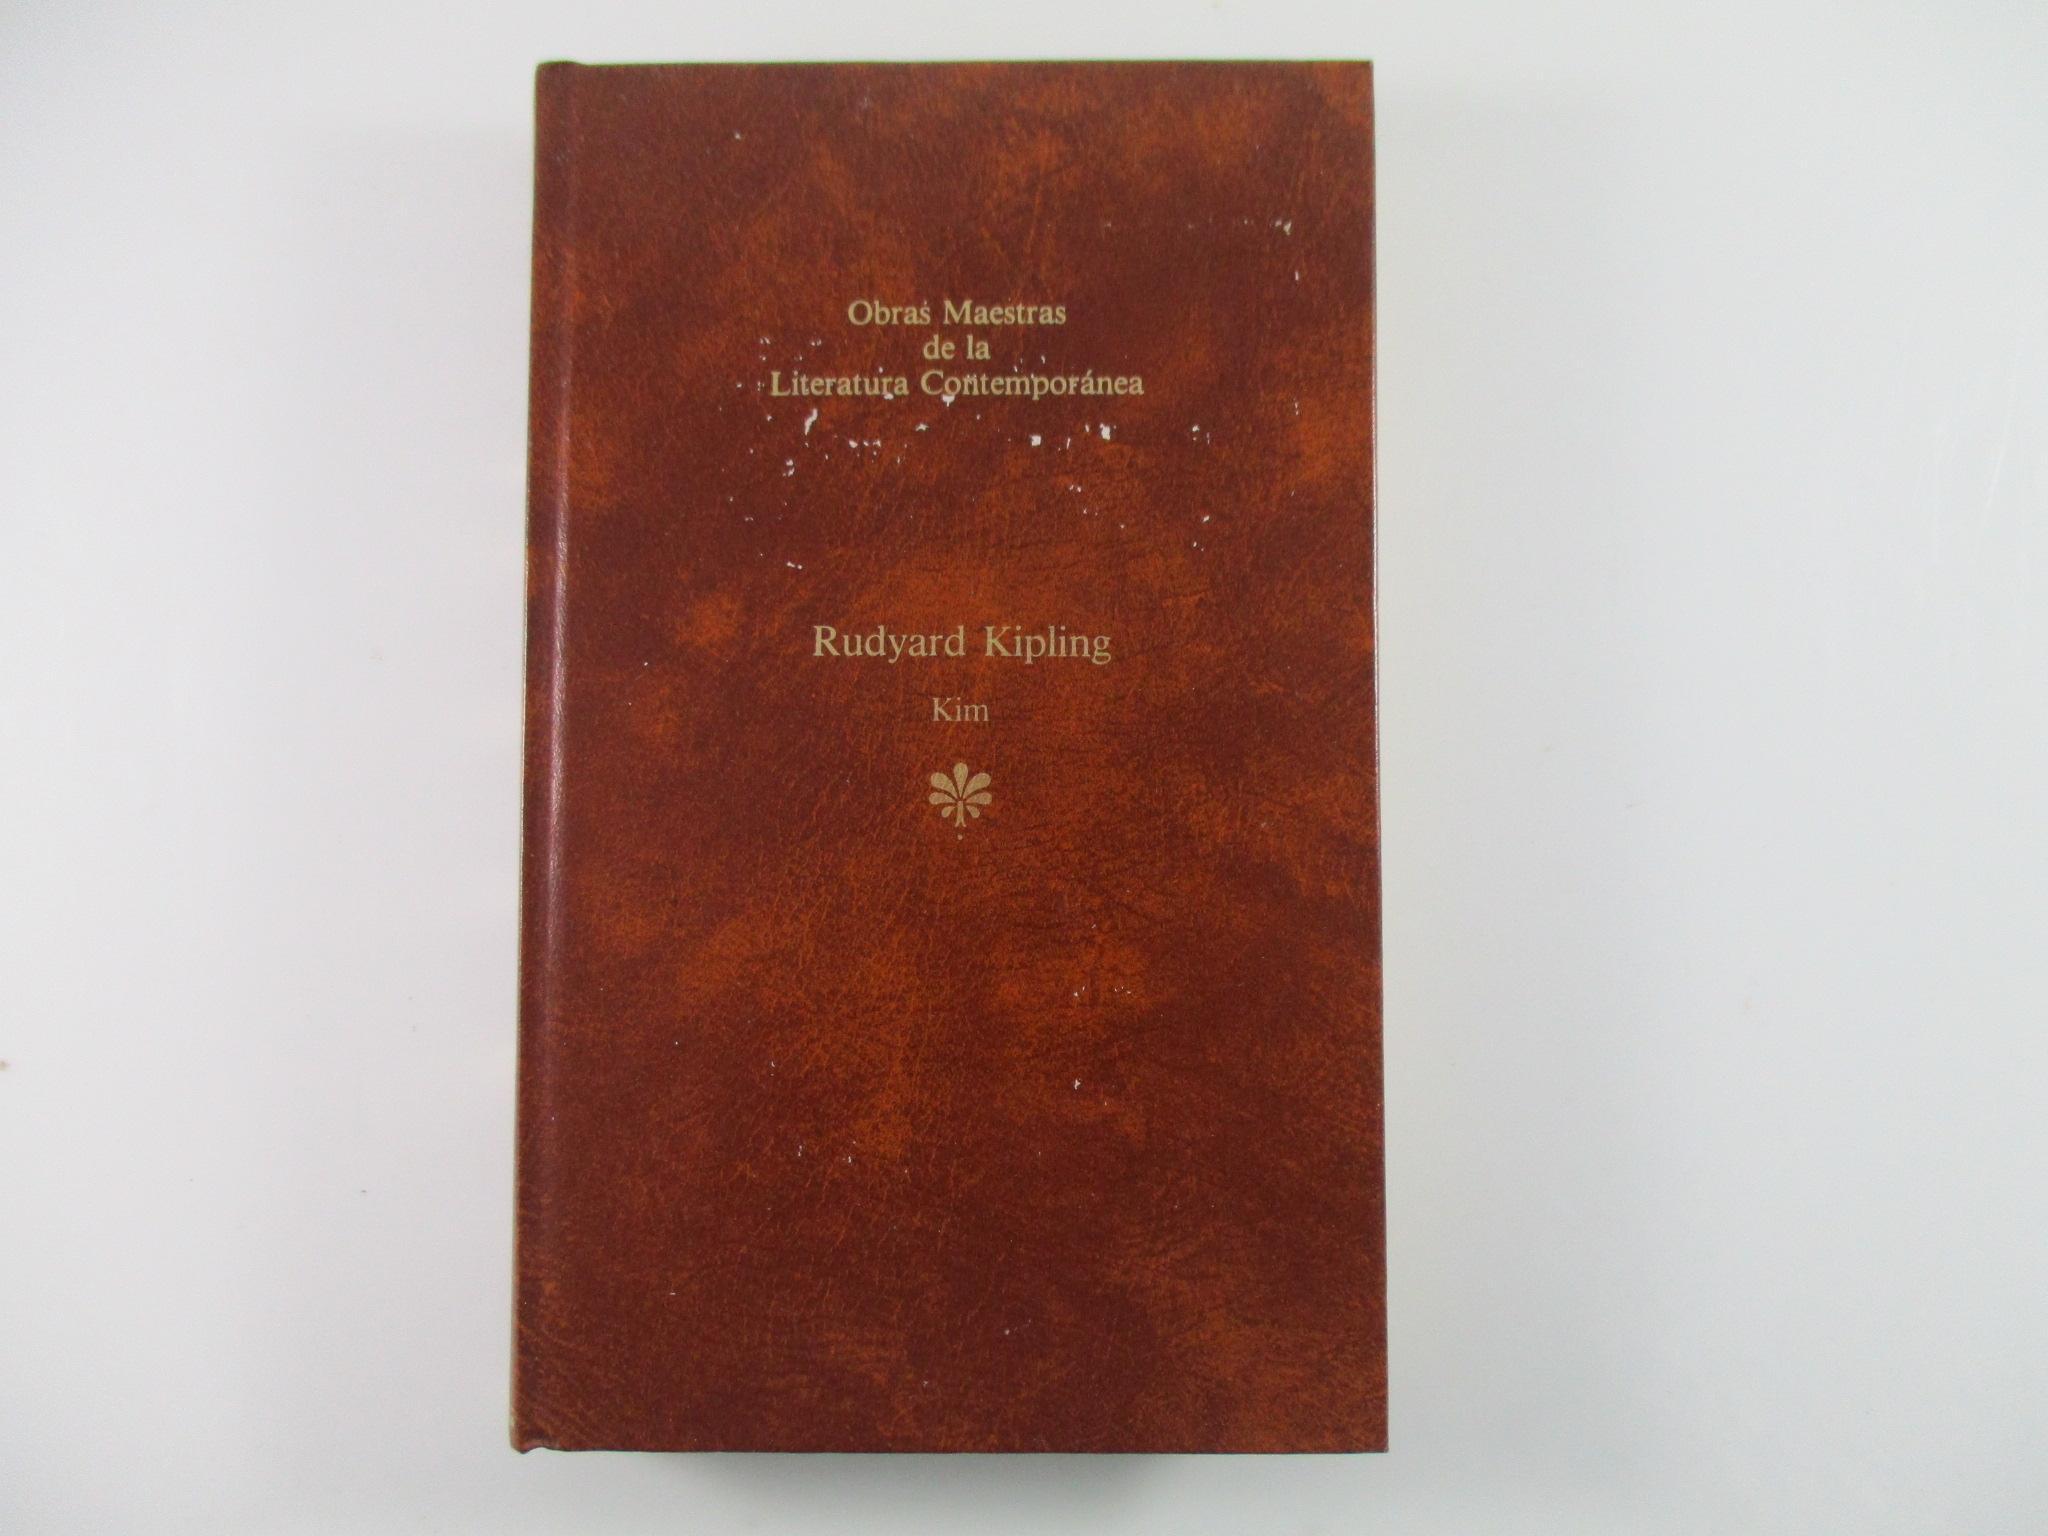 Obras Maestras
de la
Literatura Contemporánea
Rudyard Kipling
Kim